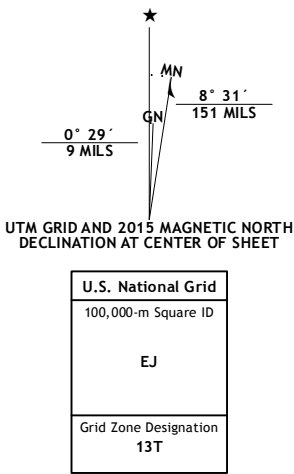 ★
MN
GN
8° 31´
151 MILS
0° 29´
9 MILS
UTM GRID AND 2015 MAGNETIC NORTH
DECLINATION AT CENTER OF SHEET
U.S. National Grid
100,000-m Square ID
EJ
Grid Zone Designation
13T